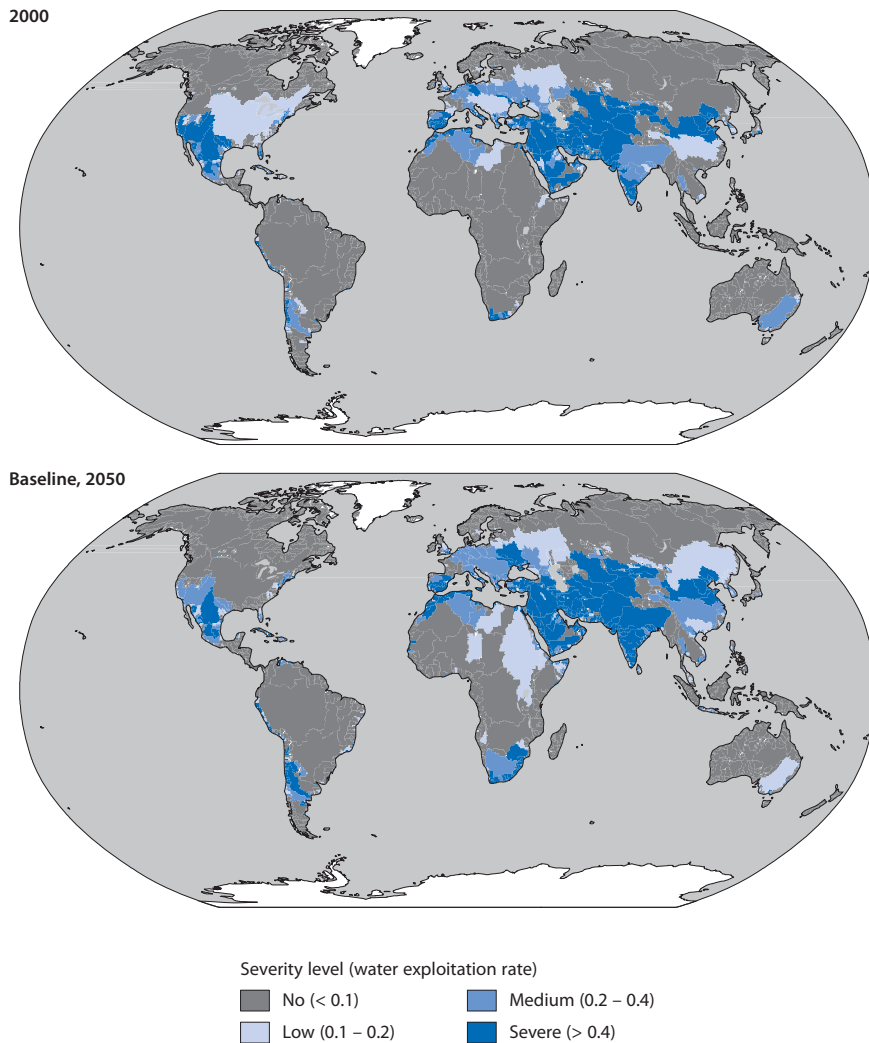 2000
Baseline, 2050
Severity level (water exploitation rate)
No (< 0.1)
Medium (0.2 – 0.4)
Low (0.1 – 0.2)
Severe (> 0.4)